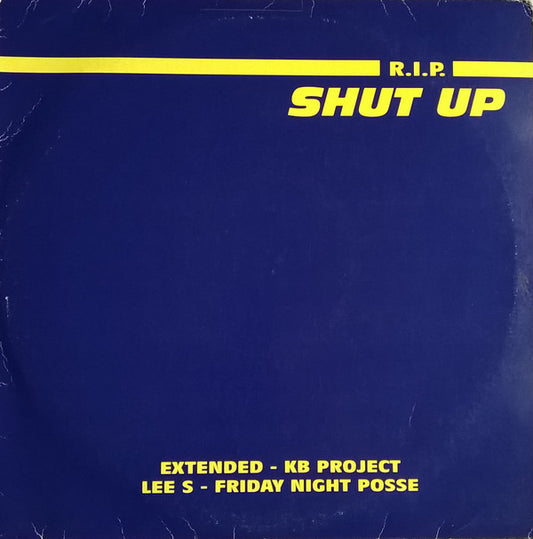 R.I.P.
SHUT UP
EXTENDED - KB PROJECT
LEE S - FRIDAY NIGHT POSSE